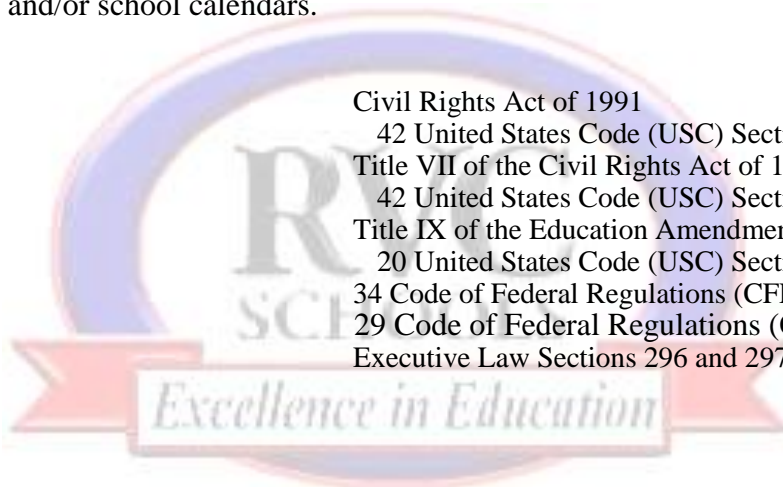 and/or school calendars.
Civil Rights Act of 1991
42 United States Code (USC) Sect
Title VII of the Civil Rights Act of 1
42 United States Code (USC) Sect
Title IX of the Education Amendmen
20 United States Code (USC) Sect
34 Code of Federal Regulations (CF
29 Code of Federal Regulations (
Executive Law Sections 296 and 297
RVC
SCHOOLS
Excellence in Education